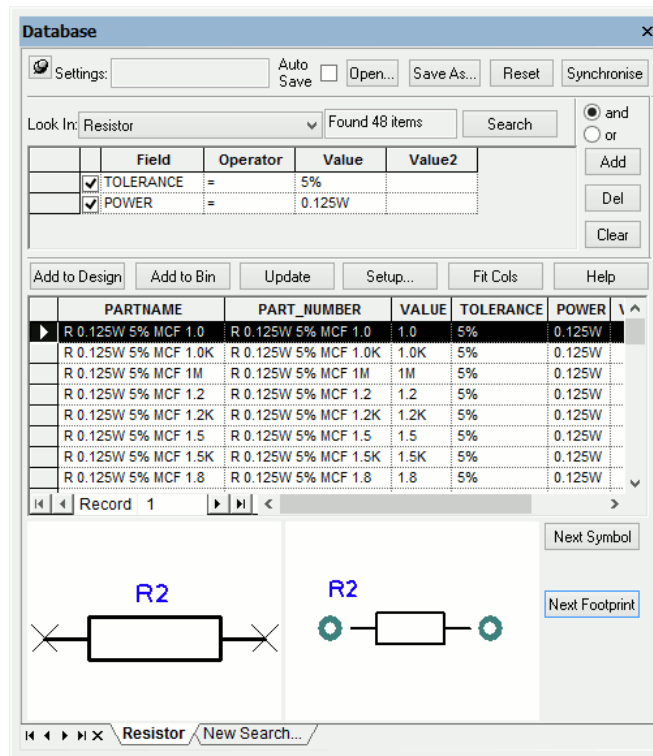 Database
Settings: Auto Save Open... Save As... Reset Synchronise
Look In: Resistor Found 48 items Search and
or
Field Operator Value Value2 Add
TOLERANCE = 5%
POWER = 0.125W Del
Clear
Add to Design Add to Bin Update Setup... Fit Cols Help
PARTNAME PART_NUMBER VALUE TOLERANCE POWER
R 0.125W 5% MCF 1.0 R 0.125W 5% MCF 1.0 1.0 5% 0.125W
R 0.125W 5% MCF 1.0K R 0.125W 5% MCF 1.0K 1.0K 5% 0.125W
R 0.125W 5% MCF 1M R 0.125W 5% MCF 1M 1M 5% 0.125W
R 0.125W 5% MCF 1.2 R 0.125W 5% MCF 1.2 1.2 5% 0.125W
R 0.125W 5% MCF 1.2K R 0.125W 5% MCF 1.2K 1.2K 5% 0.125W
R 0.125W 5% MCF 1.5 R 0.125W 5% MCF 1.5 1.5 5% 0.125W
R 0.125W 5% MCF 1.5K R 0.125W 5% MCF 1.5K 1.5K 5% 0.125W
R 0.125W 5% MCF 1.8 R 0.125W 5% MCF 1.8 1.8 5% 0.125W
Record 1
Next Symbol
R2 R2
Next Footprint
Resistor New Search...